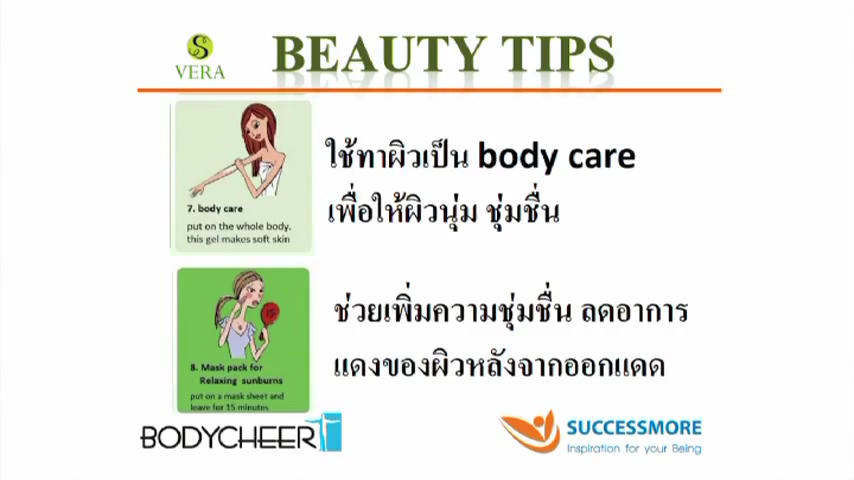 S
VERA
BEAUTY TIPS
7. body care
put on the whole body.
this gel makes soft skin
ใช้ทาผิวเป็น body care
เพื่อให้ผิวนุ่ม ชุ่มชื่น
8. Mask pack for
Relaxing sunburns
put on a mask sheet and
leave for 15 minutes
ช่วยเพิ่มความชุ่มชื่น ลดอาการ
แดงของผิวหลังจากออกแดด
BODYCHEER
SUCCESSMORE
Inspiration for your Being